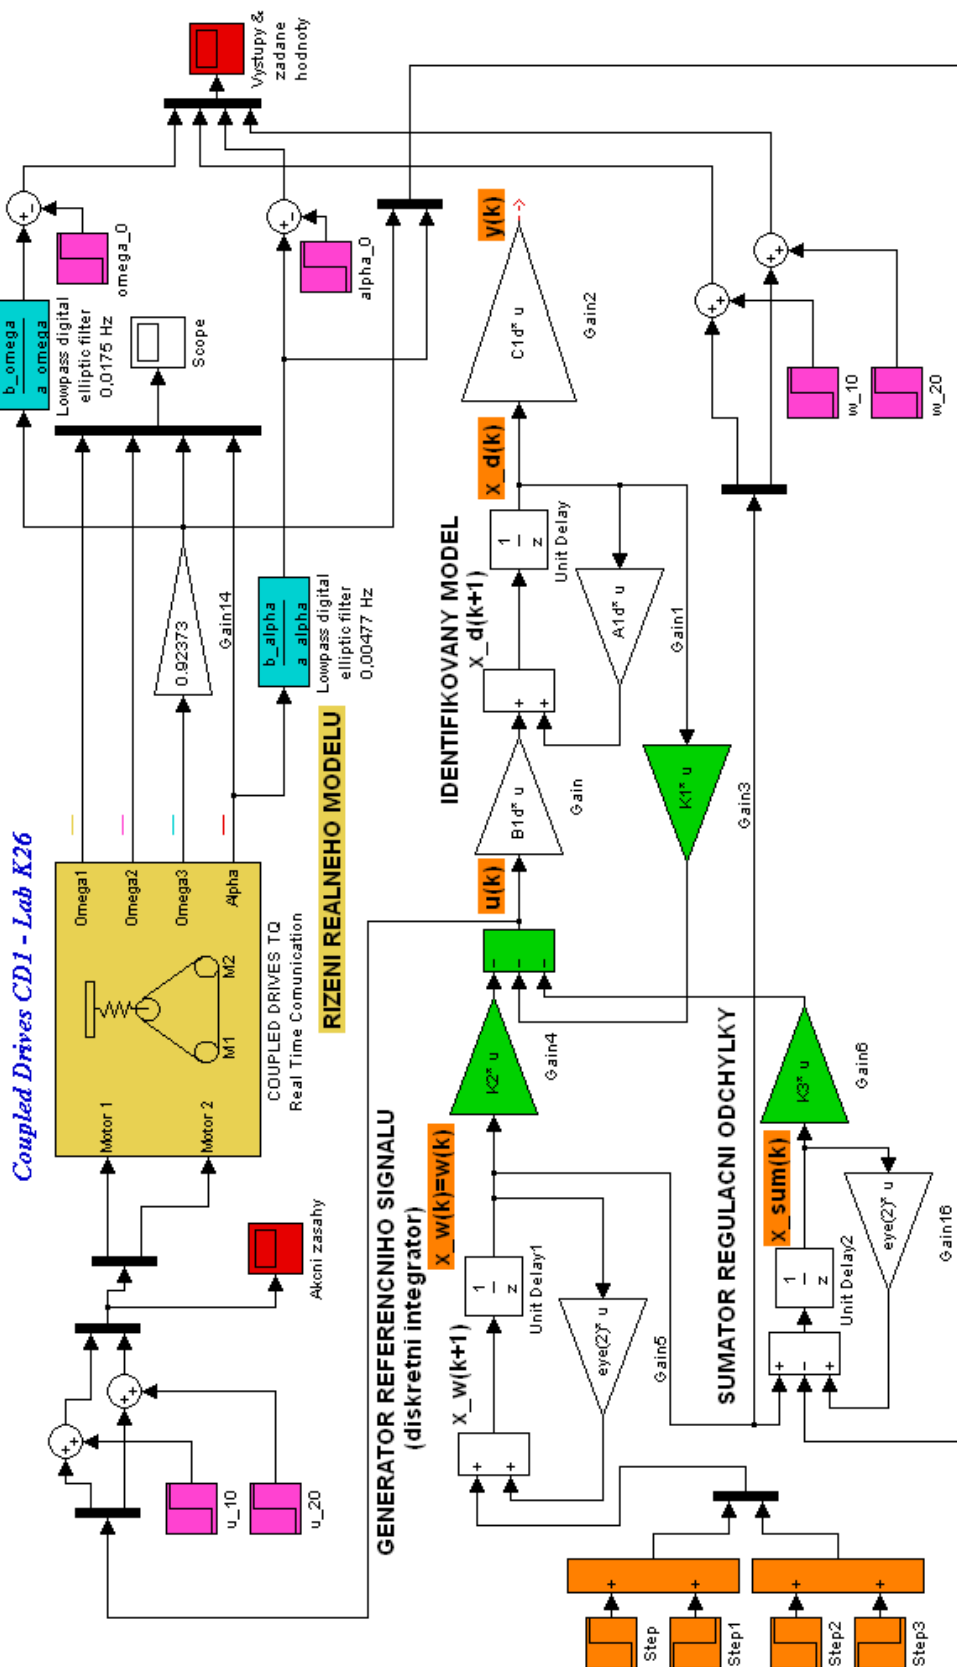 Coupled Drives CD1 - Lab K26
Vystupy &
zadane
hodnoty
omega_0
b_omega
a omega
Lowpass digital
elliptic filter
0,0175 Hz
Scope
alpha_0
0.92373
Gain14
b_alpha
a alpha
Lowpass digital
elliptic filter
0,00477 Hz
Omega1
Omega2
Omega3
Alpha
Motor 1
Motor 2
M1
M2
COUPLED DRIVES TQ
Real Time Comunication
RIZENI REALNEHO MODELU
Akcni zasahy
u_10
u_20
GENERATOR REFERENCNIHO SIGNALU
(diskretni integrator)
x_w(k+1)
1
z
Unit Delay1
x_w(k)=w(k)
eye(2)* u
Gain5
K2* u
Gain4
u(k)
IDENTIFIKOVANY MODEL
B1d* u
Gain
x_d(k+1)
1
z
Unit Delay
x_d(k)
A1d* u
Gain1
C1d* u
Gain2
y(k)
K1* u
Gain3
w_10
w_20
SUMATOR REGULACNI ODCHYLKY
1
z
Unit Delay2
x_sum(k)
eye(2)* u
Gain16
K3* u
Gain6
Step
Step1
Step2
Step3